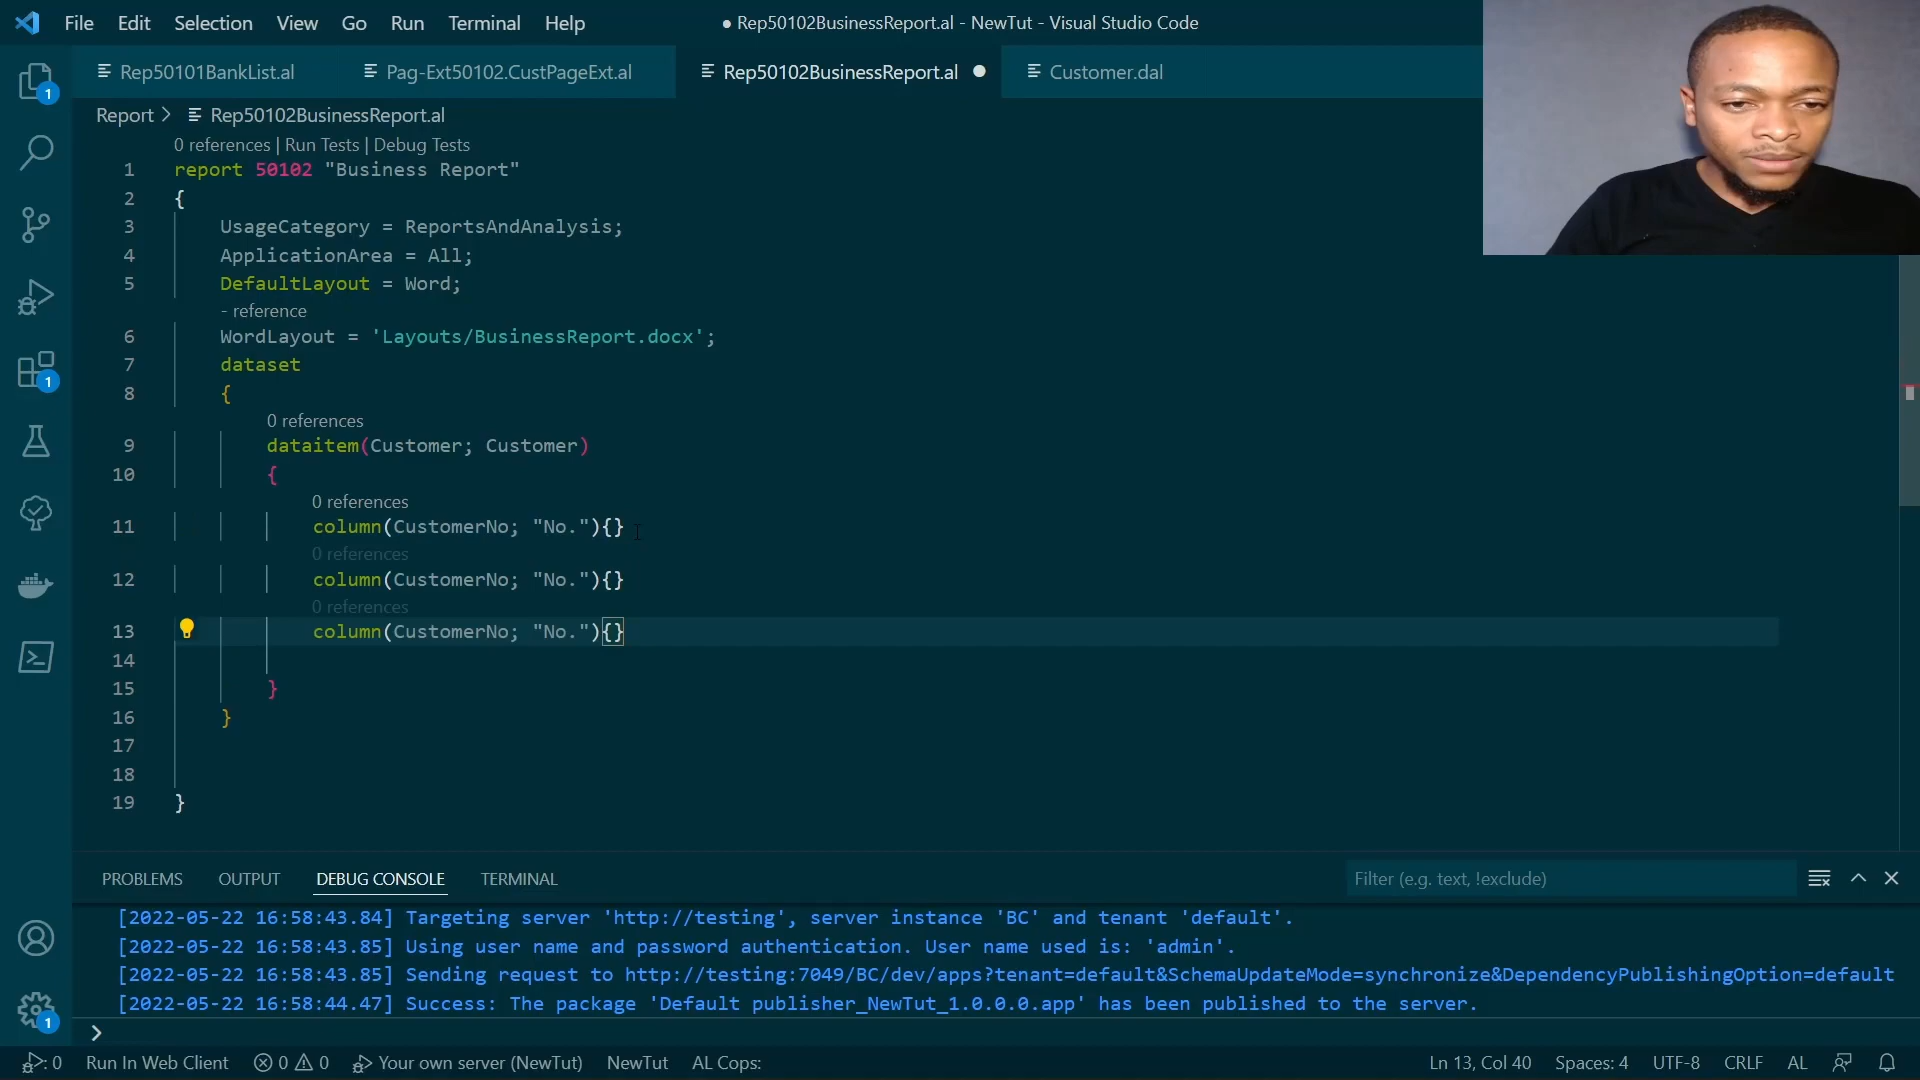 File Edit Selection View Go Run Terminal Help
● Rep50102BusinessReport.al - NewTut - Visual Studio Code
Rep50101BankList.al Pag-Ext50102.CustPageExt.al Rep50102BusinessReport.al Customer.dal
Report > Rep50102BusinessReport.al
0 references | Run Tests | Debug Tests
1 report 50102 "Business Report"
2 {
3 UsageCategory = ReportsAndAnalysis;
4 ApplicationArea = All;
5 DefaultLayout = Word;
- reference
6 WordLayout = 'Layouts/BusinessReport.docx';
7 dataset
8 {
0 references
9 dataitem(Customer; Customer)
10 {
0 references
11 column(CustomerNo; "No."){}
0 references
12 column(CustomerNo; "No."){}
0 references
13 column(CustomerNo; "No."){}
14
15 }
16 }
17
18
19 }
PROBLEMS OUTPUT DEBUG CONSOLE TERMINAL Filter (e.g. text, !exclude)
[2022-05-22 16:58:43.84] Targeting server 'http://testing', server instance 'BC' and tenant 'default'.
[2022-05-22 16:58:43.85] Using user name and password authentication. User name used is: 'admin'.
[2022-05-22 16:58:43.85] Sending request to http://testing:7049/BC/dev/apps?tenant=default&SchemaUpdateMode=synchronize&DependencyPublishingOption=default
[2022-05-22 16:58:44.47] Success: The package 'Default publisher_NewTut_1.0.0.0.app' has been published to the server.
>
1
1
1
: 0 Run In Web Client 0 0 Your own server (NewTut) NewTut AL Cops: Ln 13, Col 40 Spaces: 4 UTF-8 CRLF AL